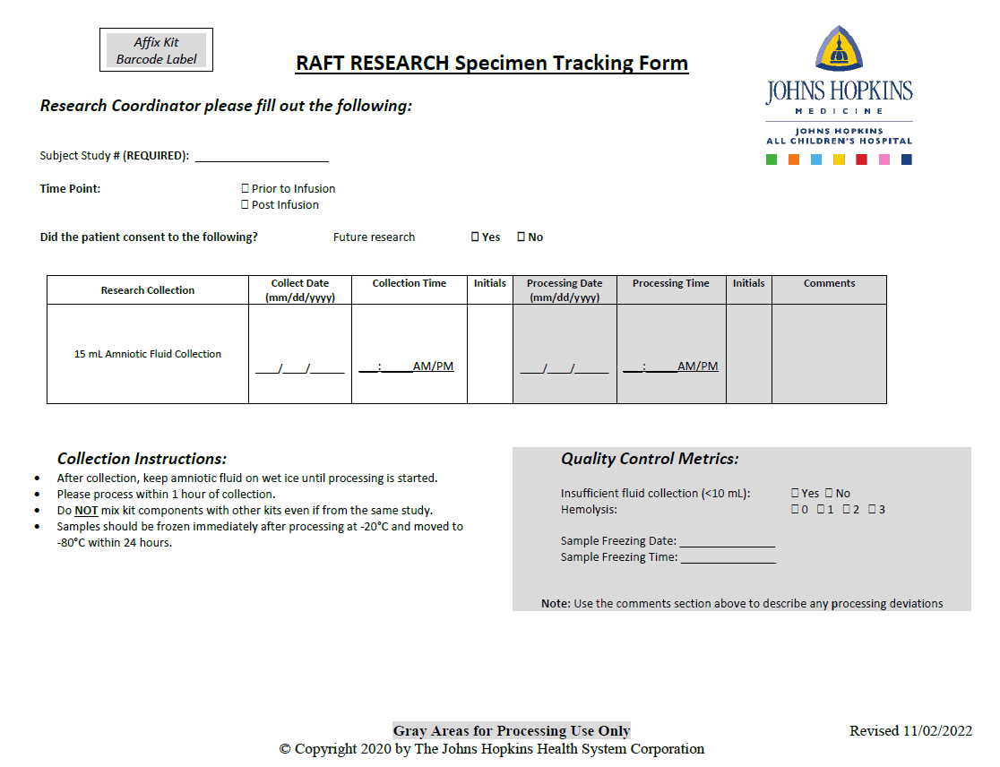 Affix Kit
Barcode Label
RAFT RESEARCH Specimen Tracking Form
JOHNS HOPKINS
MEDICINE
JOHNS HOPKINS
ALL CHILDREN'S HOSPITAL
Research Coordinator please fill out the following:
Subject Study # (REQUIRED): ____________________
Time Point: ☐ Prior to Infusion
☐ Post Infusion
Did the patient consent to the following? Future research ☐ Yes ☐ No
Research Collection
Collect Date
(mm/dd/yyyy)
Collection Time
Initials
Processing Date
(mm/dd/yyyy)
Processing Time
Initials
Comments
15 mL Amniotic Fluid Collection
____/____/______
___:_____AM/PM
____/____/______
___:_____AM/PM
Collection Instructions:
• After collection, keep amniotic fluid on wet ice until processing is started.
• Please process within 1 hour of collection.
• Do NOT mix kit components with other kits even if from the same study.
• Samples should be frozen immediately after processing at -20°C and moved to
-80°C within 24 hours.
Quality Control Metrics:
Insufficient fluid collection (<10 mL): ☐ Yes ☐ No
Hemolysis: ☐ 0 ☐ 1 ☐ 2 ☐ 3
Sample Freezing Date: _______________
Sample Freezing Time: _______________
Note: Use the comments section above to describe any processing deviations
Gray Areas for Processing Use Only
Revised 11/02/2022
© Copyright 2020 by The Johns Hopkins Health System Corporation